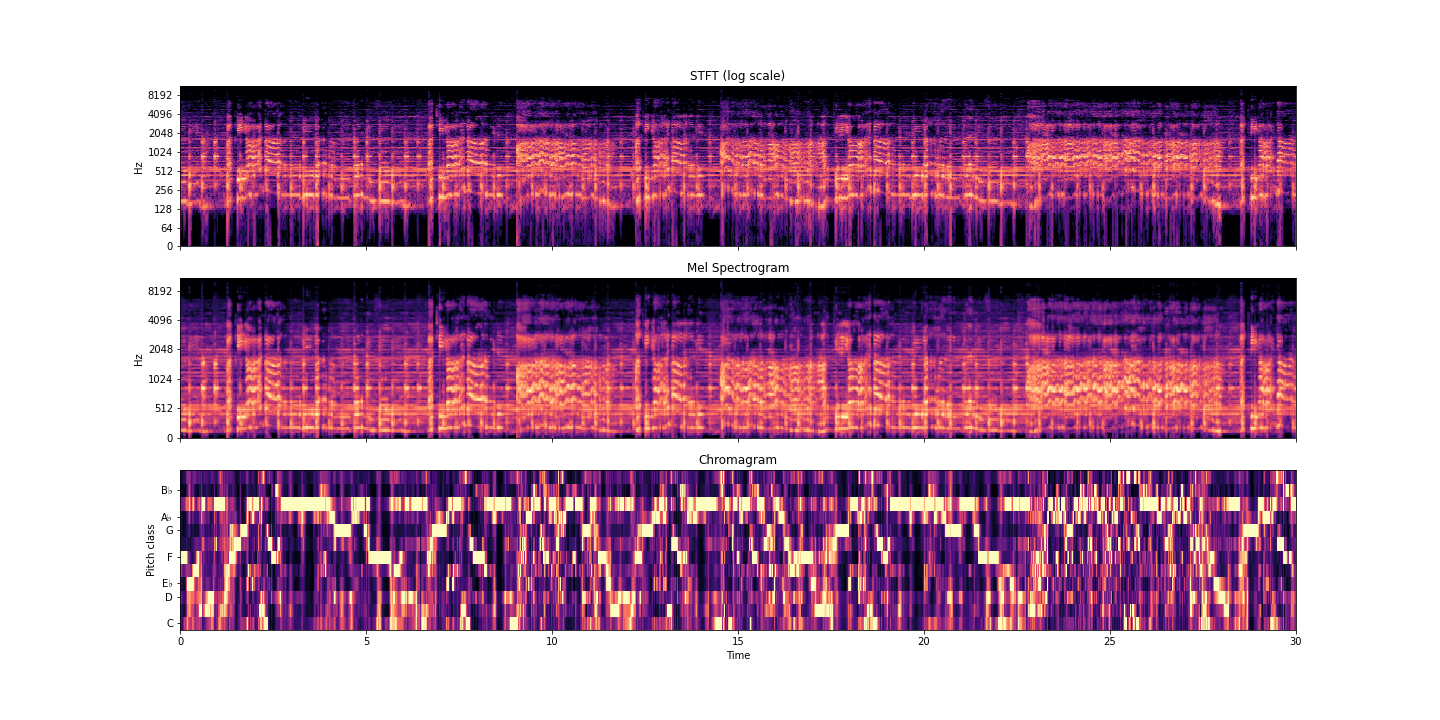 STFT (log scale)
8192
4096
2048
1024
512
256
128
64
0
Hz
Mel Spectrogram
8192
4096
2048
1024
512
0
Hz
Chromagram
B♭
A♭
G
F
E♭
D
C
Pitch class
0 5 10 15 20 25 30
Time